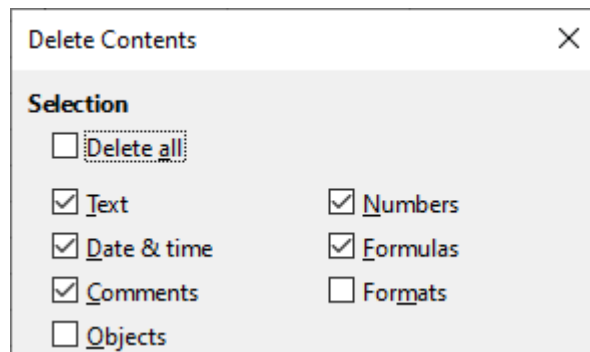 Delete Contents
Selection
Delete all
Text
Numbers
Date & time
Formulas
Comments
Formats
Objects